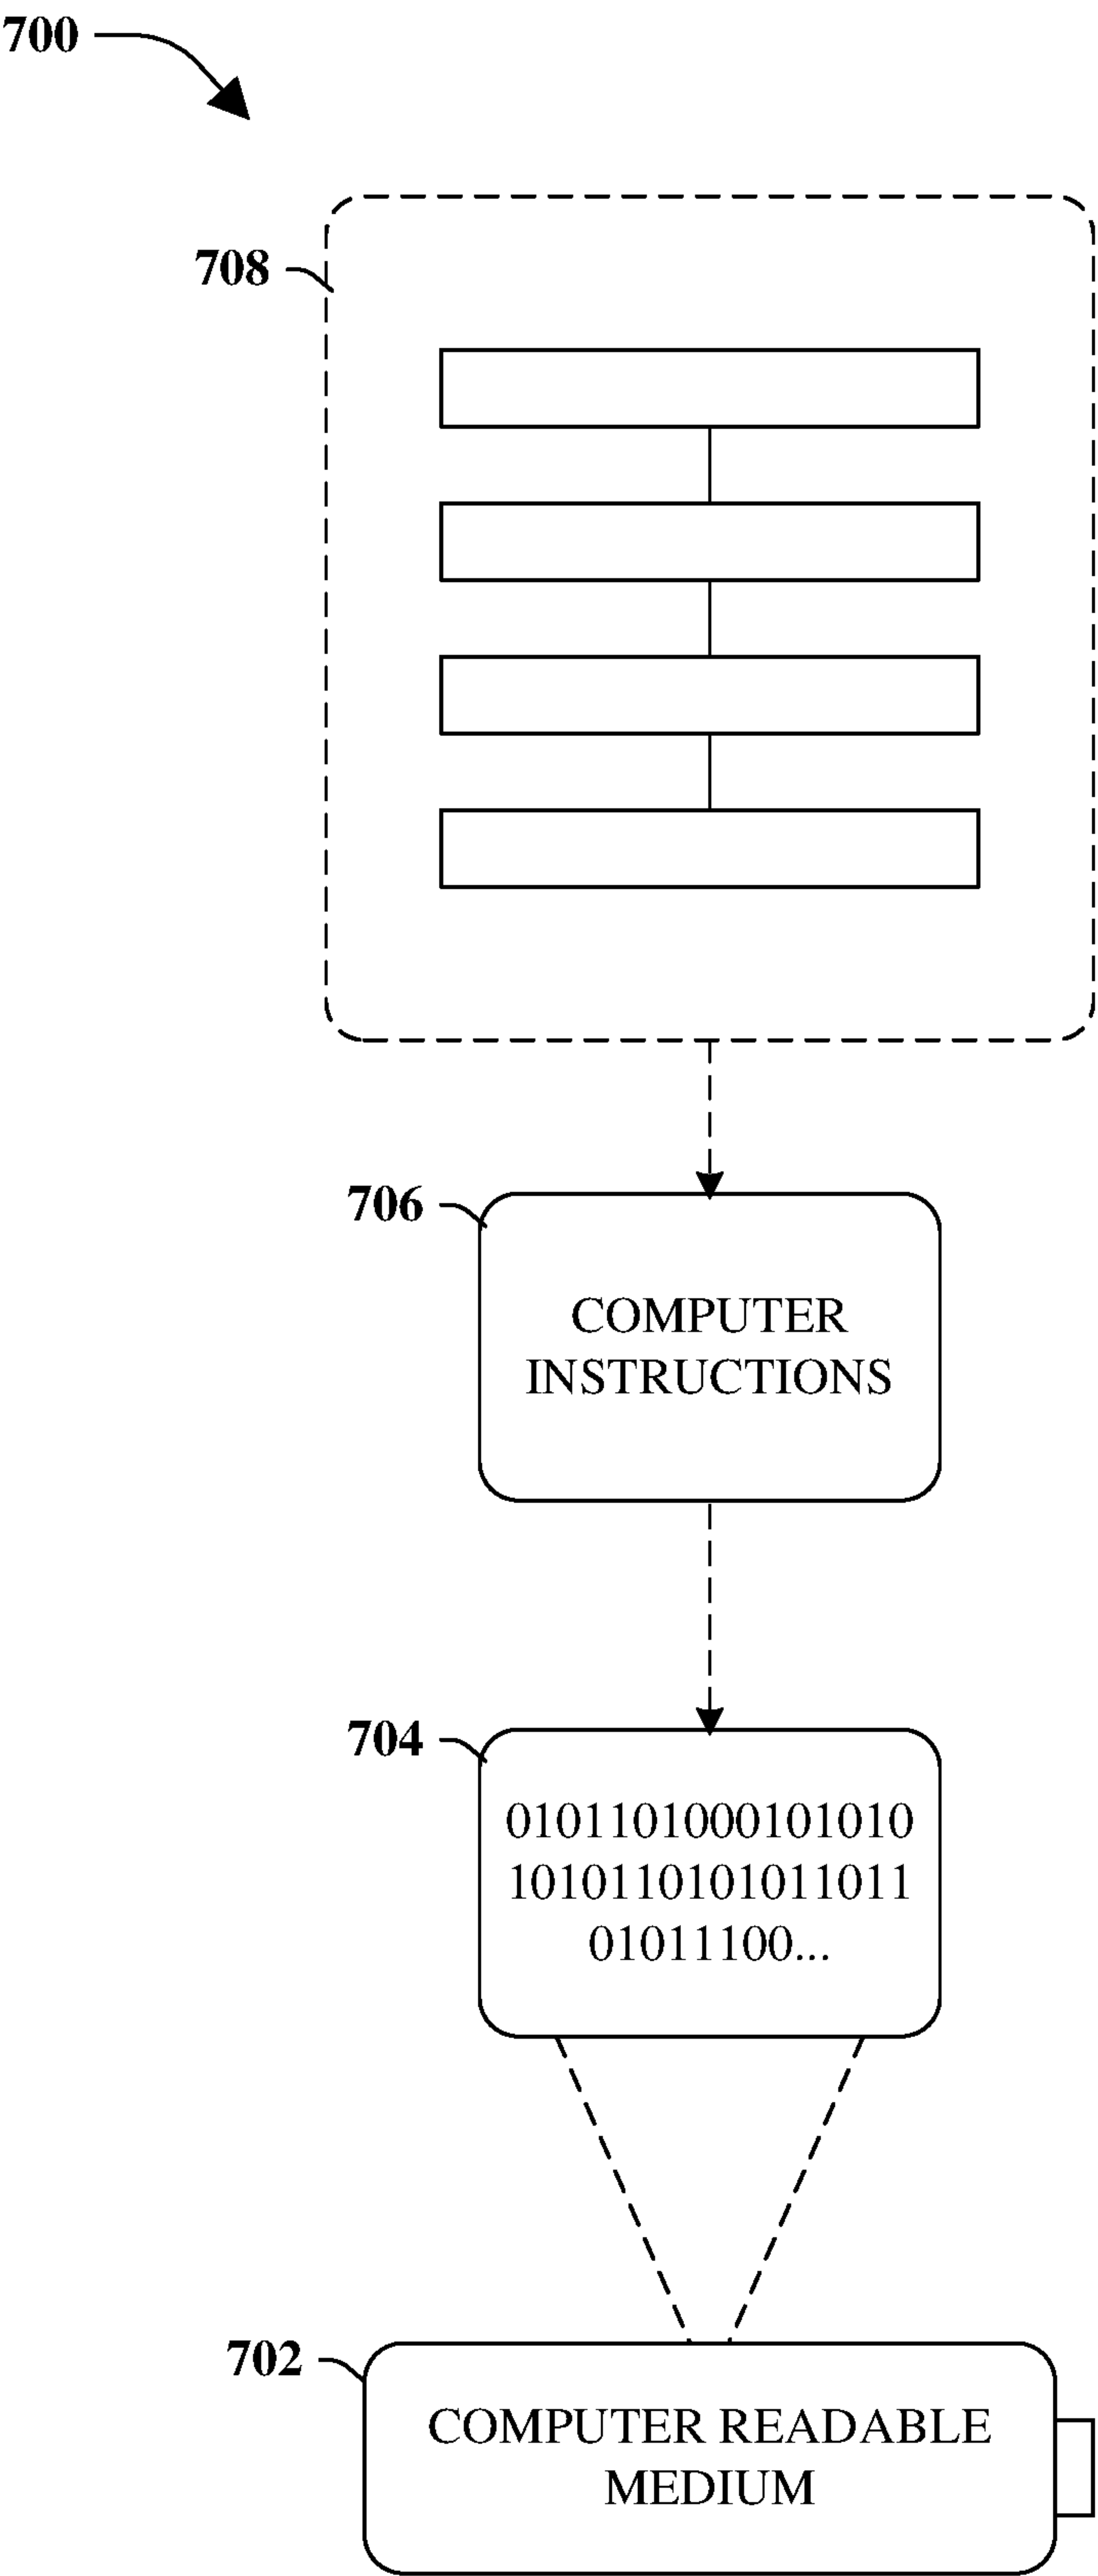 700
708
706
COMPUTER
INSTRUCTIONS
704
0101101000101010
1010110101011011
01011100...
702
COMPUTER READABLE
MEDIUM